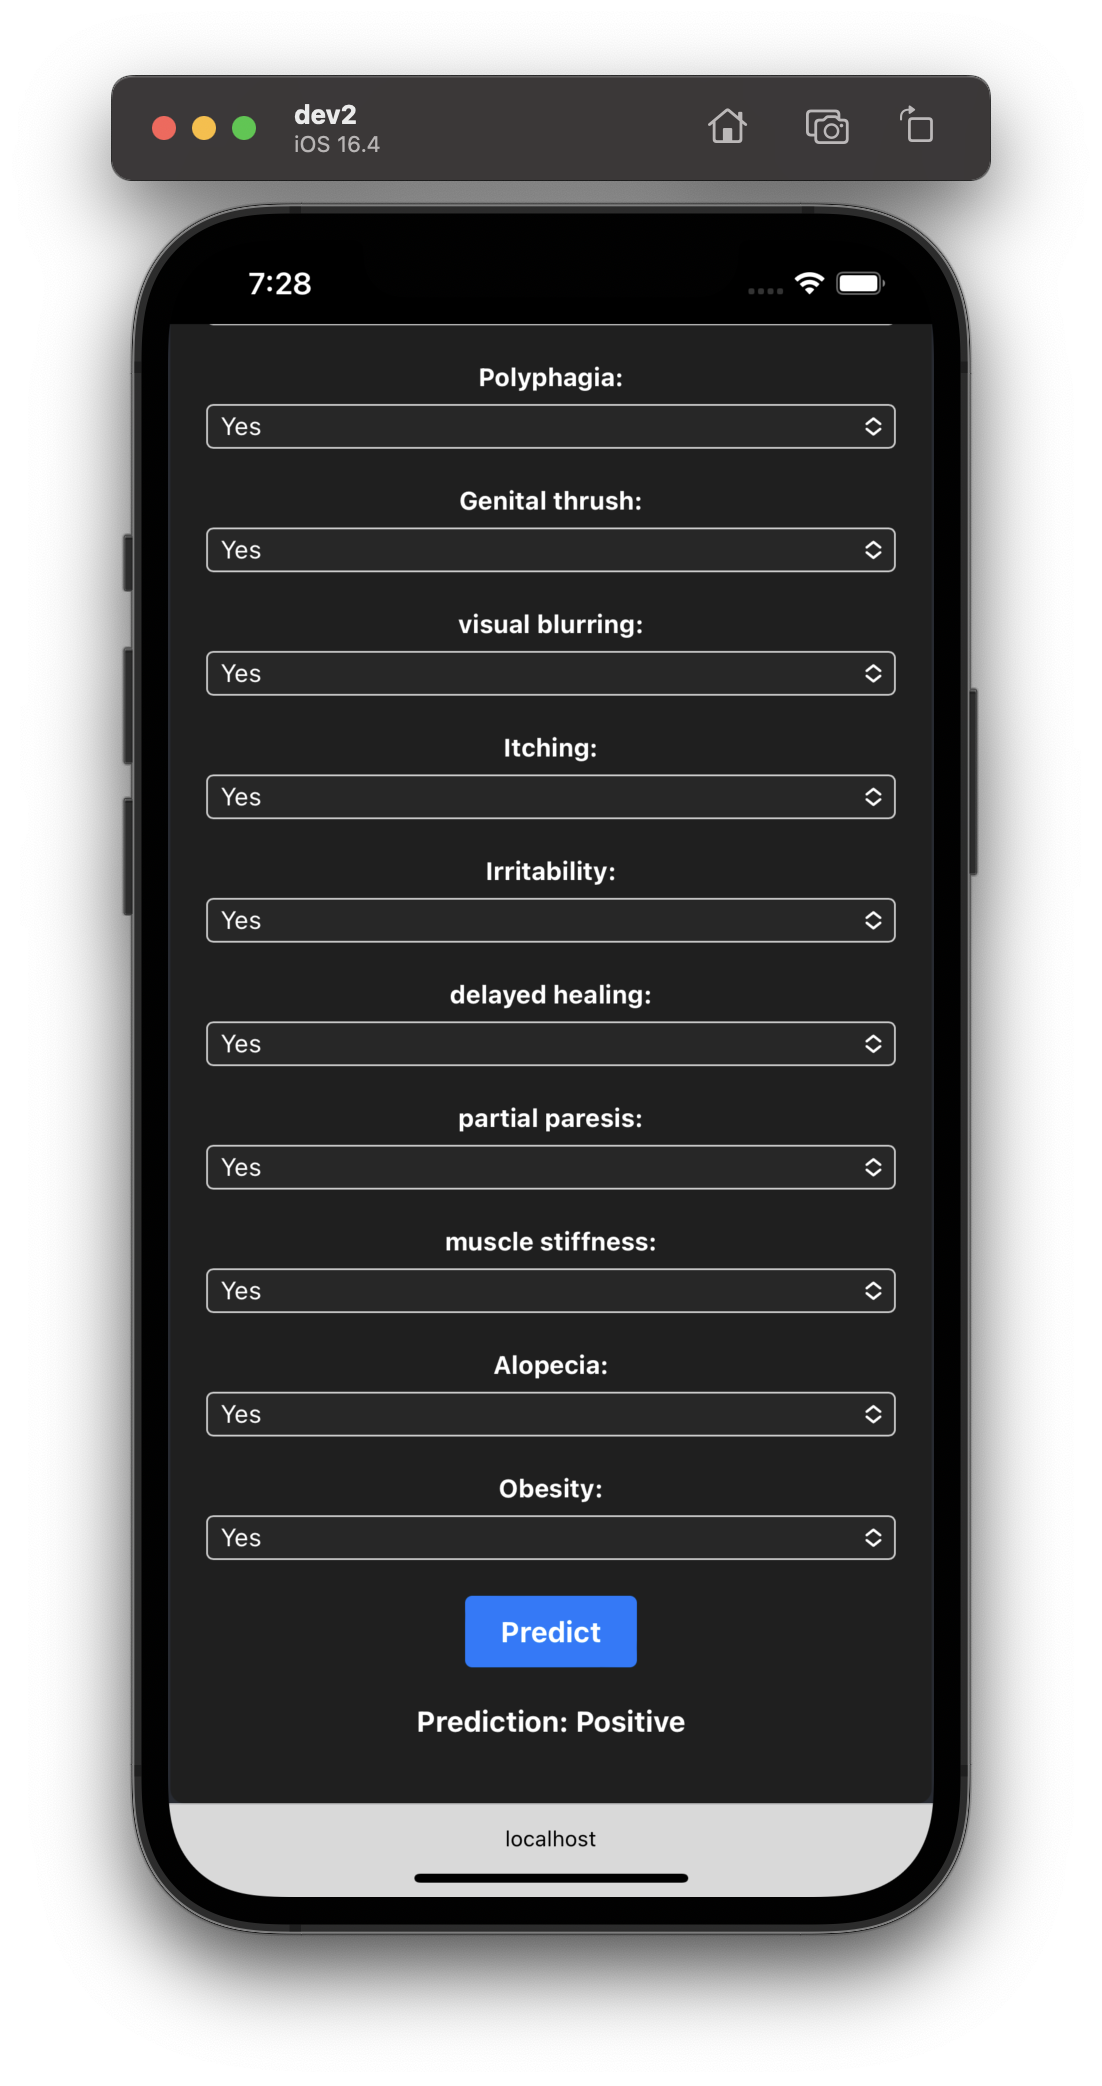 dev2
iOS 16.4
7:28
Polyphagia:
Yes
Genital thrush:
Yes
visual blurring:
Yes
Itching:
Yes
Irritability:
Yes
delayed healing:
Yes
partial paresis:
Yes
muscle stiffness:
Yes
Alopecia:
Yes
Obesity:
Yes
Predict
Prediction: Positive
localhost